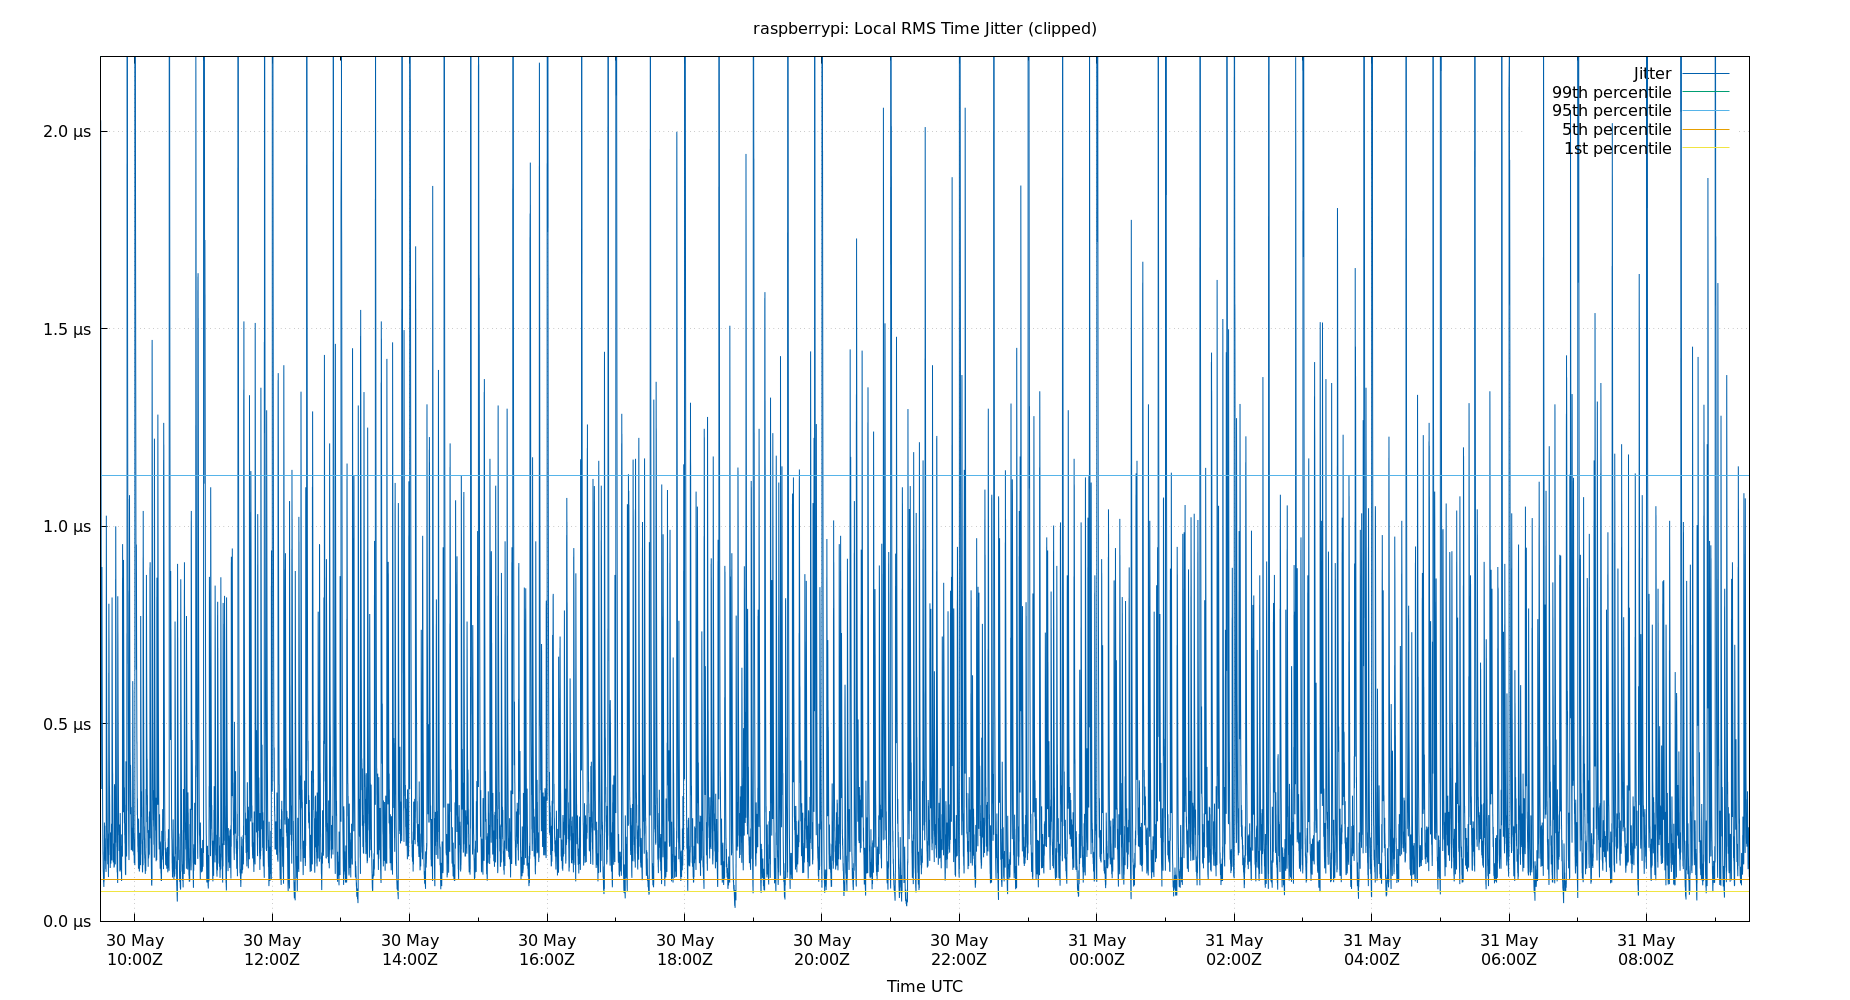 raspberrypi: Local RMS Time Jitter (clipped)
Jitter
99th percentile
95th percentile
5th percentile
1st percentile
2.0 µs
1.5 µs
1.0 µs
0.5 µs
0.0 µs
30 May 30 May 30 May 30 May 30 May 30 May 30 May 31 May 31 May 31 May 31 May 31 May
10:00Z 12:00Z 14:00Z 16:00Z 18:00Z 20:00Z 22:00Z 00:00Z 02:00Z 04:00Z 06:00Z 08:00Z
Time UTC